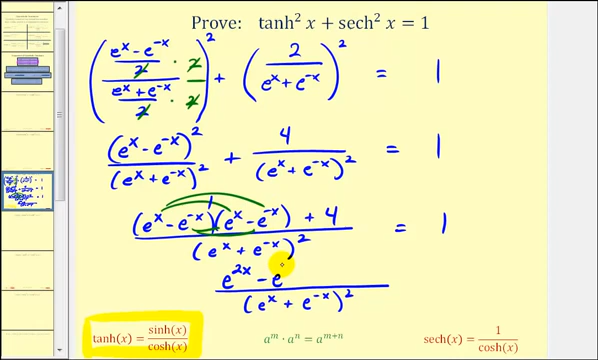 Prove: tanh² x + sech² x = 1
( (eˣ − e⁻ˣ)/2 · 2 / (eˣ + e⁻ˣ)/2 · 2 )² + ( 2 / (eˣ + e⁻ˣ) )² = 1
(eˣ − e⁻ˣ)² / (eˣ + e⁻ˣ)² + 4 / (eˣ + e⁻ˣ)² = 1
(eˣ − e⁻ˣ)(eˣ − e⁻ˣ) + 4 / (eˣ + e⁻ˣ)² = 1
e²ˣ − e / (eˣ + e⁻ˣ)²
tanh(x) = sinh(x) / cosh(x)
aᵐ · aⁿ = aᵐ⁺ⁿ
sech(x) = 1 / cosh(x)